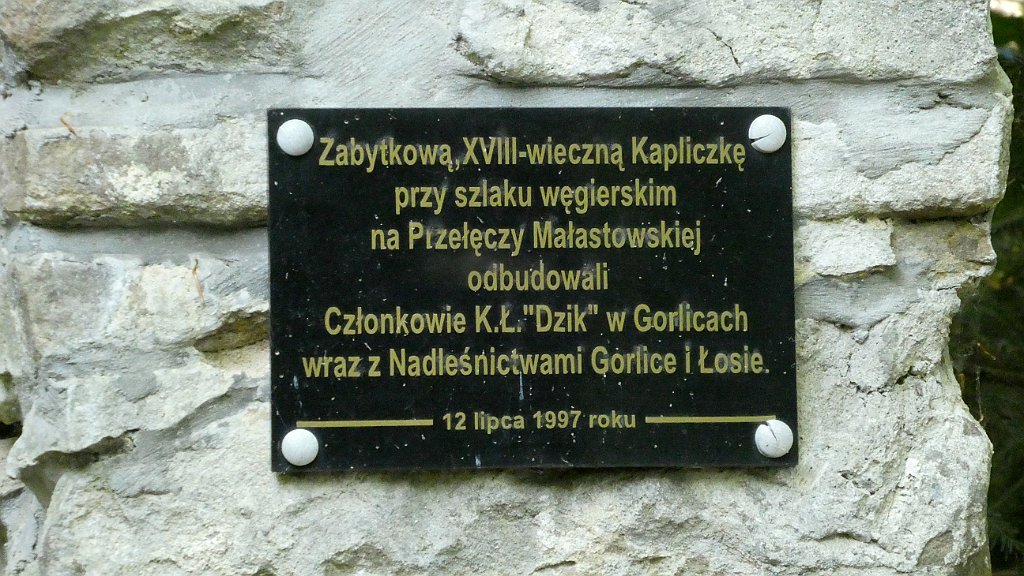 Zabytkową, XVIII-wieczną Kapliczkę
przy szlaku węgierskim
na Przełęczy Małastowskiej
odbudowali
Członkowie K.Ł."Dzik" w Gorlicach
wraz z Nadleśnictwami Gorlice i Łosie.
12 lipca 1997 roku